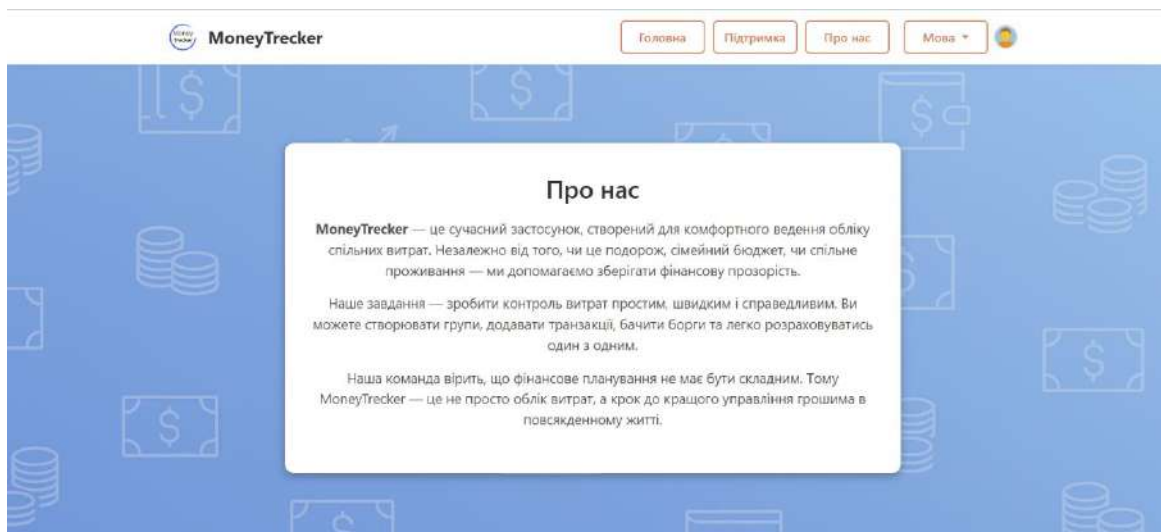 Money
Trecker
MoneyTrecker
Головна
Підтримка
Про нас
Мова
Про нас
MoneyTrecker — це сучасний застосунок, створений для комфортного ведення обліку
спільних витрат. Незалежно від того, чи це подорож, сімейний бюджет, чи спільне
проживання — ми допомагаємо зберігати фінансову прозорість.
Наше завдання — зробити контроль витрат простим, швидким і справедливим. Ви
можете створювати групи, додавати транзакції, бачити борги та легко розраховуватись
один з одним.
Наша команда вірить, що фінансове планування не має бути складним. Тому
MoneyTrecker — це не просто облік витрат, а крок до кращого управління грошима в
повсякденному житті.